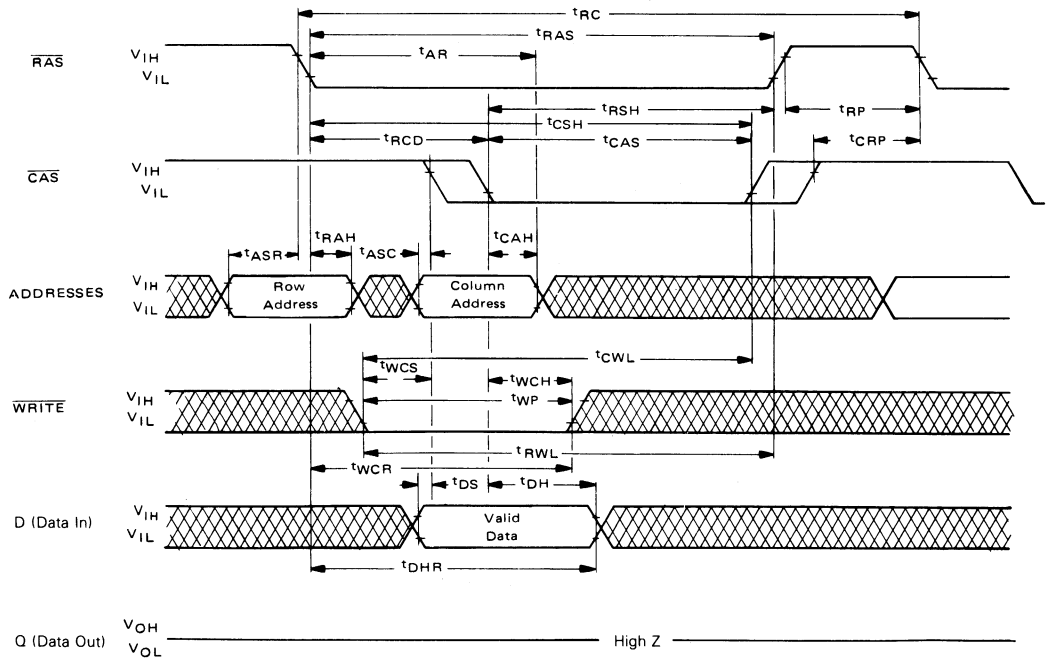 tRC
tRAS
tAR
RAS
VIH
VIL
tRSH
tRP
tCSH
tRCD
tCAS
tCRP
CAS
VIH
VIL
tRAH
tCAH
tASR
tASC
ADDRESSES
VIH
VIL
Row
Address
Column
Address
tCWL
tWCS
tWCH
WRITE
VIH
VIL
tWP
tRWL
tWCR
tDS
tDH
D (Data In)
VIH
VIL
Valid
Data
tDHR
Q (Data Out)
VOH
VOL
High Z